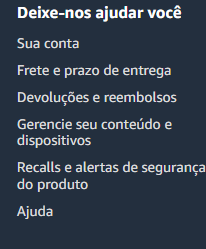 Deixe-nos ajudar você
Sua conta
Frete e prazo de entrega
Devoluções e reembolsos
Gerencie seu conteúdo e
dispositivos
Recalls e alertas de segurança
do produto
Ajuda